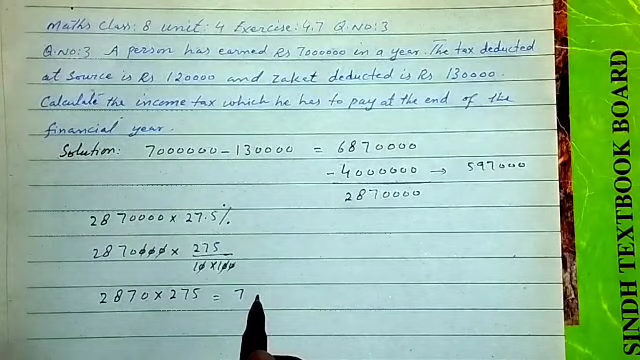 Maths Class: 8 unit: 4 Exercise: 4.7 Q.No: 3
Q.No: 3 A person has earned Rs 7000000 in a year. The tax deducted
at source is Rs 120000 and zaket deducted is Rs 130000.
Calculate the income tax which he has to pay at the end of the
financial year.
Solution: 7000000 - 130000 = 6870000
- 4000000 → 597000
2870000
2870000 x 27.5%
2870000 x 275
10 x 100
2870 x 275 = 7
SINDH TEXTBOOK BOARD